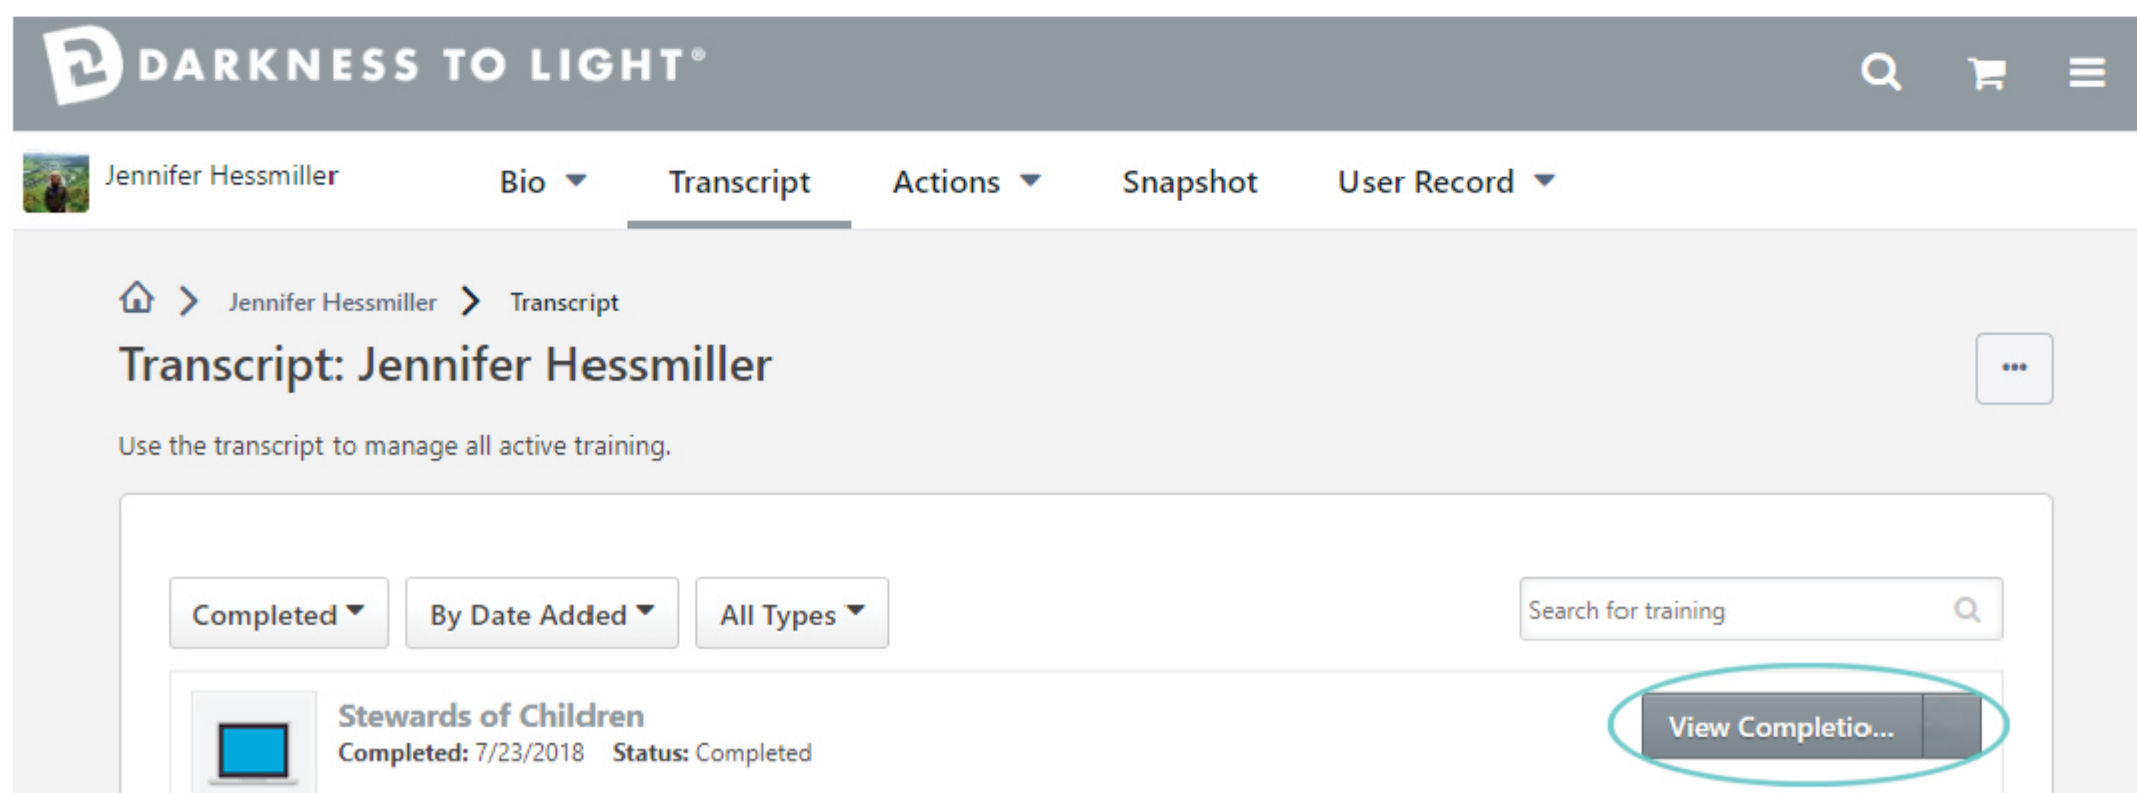 DARKNESS TO LIGHT®
Jennifer Hessmiller
Bio Transcript Actions Snapshot User Record
Jennifer Hessmiller Transcript
Transcript: Jennifer Hessmiller
Use the transcript to manage all active training.
Completed By Date Added All Types Search for training
Stewards of Children
Completed: 7/23/2018 Status: Completed
View Completio...